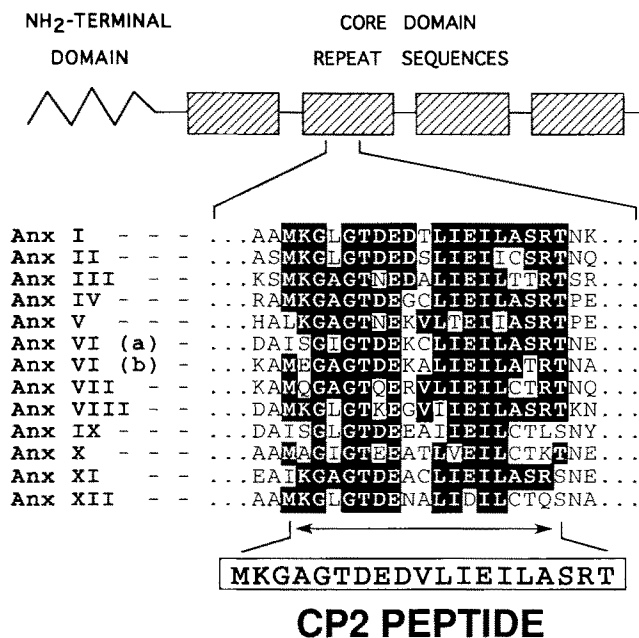 NH2-TERMINAL DOMAIN
CORE DOMAIN REPEAT SEQUENCES
Anx I - - - - - ...AAMKGLGTDEDTLIEILASRTNK...
Anx II - - - - - ...ASMKGLGTDEDSLIEIICSRTNQ...
Anx III - - - - ...KSMKGAGTNEDALIEILTTRTSR...
Anx IV - - - - - ...RAMKGAGTDEGCLIEILASRTPE...
Anx V - - - - - ...HALKGAGTNEKVLTEIIASRTPE...
Anx VI (a) - - - ...DAISGIGTDEKCLIEILASRTNE...
Anx VI (b) - - - ...KAMEGAGTDEKALIEILATRTNA...
Anx VII - - - - ...KAMQGAGTQERVLIEILCTRTNQ...
Anx VIII - - - ...DAMKGLGTKEGVIIEILASRTKN...
Anx IX - - - - - ...DAISGLGTDEEAIIEILCTLSNY...
Anx X - - - - - ...AAMAGIGTEEATLVEILCTKTNE...
Anx XI - - - - - ...EAIKGAGTDEACLIEILASRSNE...
Anx XII - - - - ...AAMKGLGTDENALIDILCTQSNA...
MKGAGTDEDVLIEILASRT
CP2 PEPTIDE